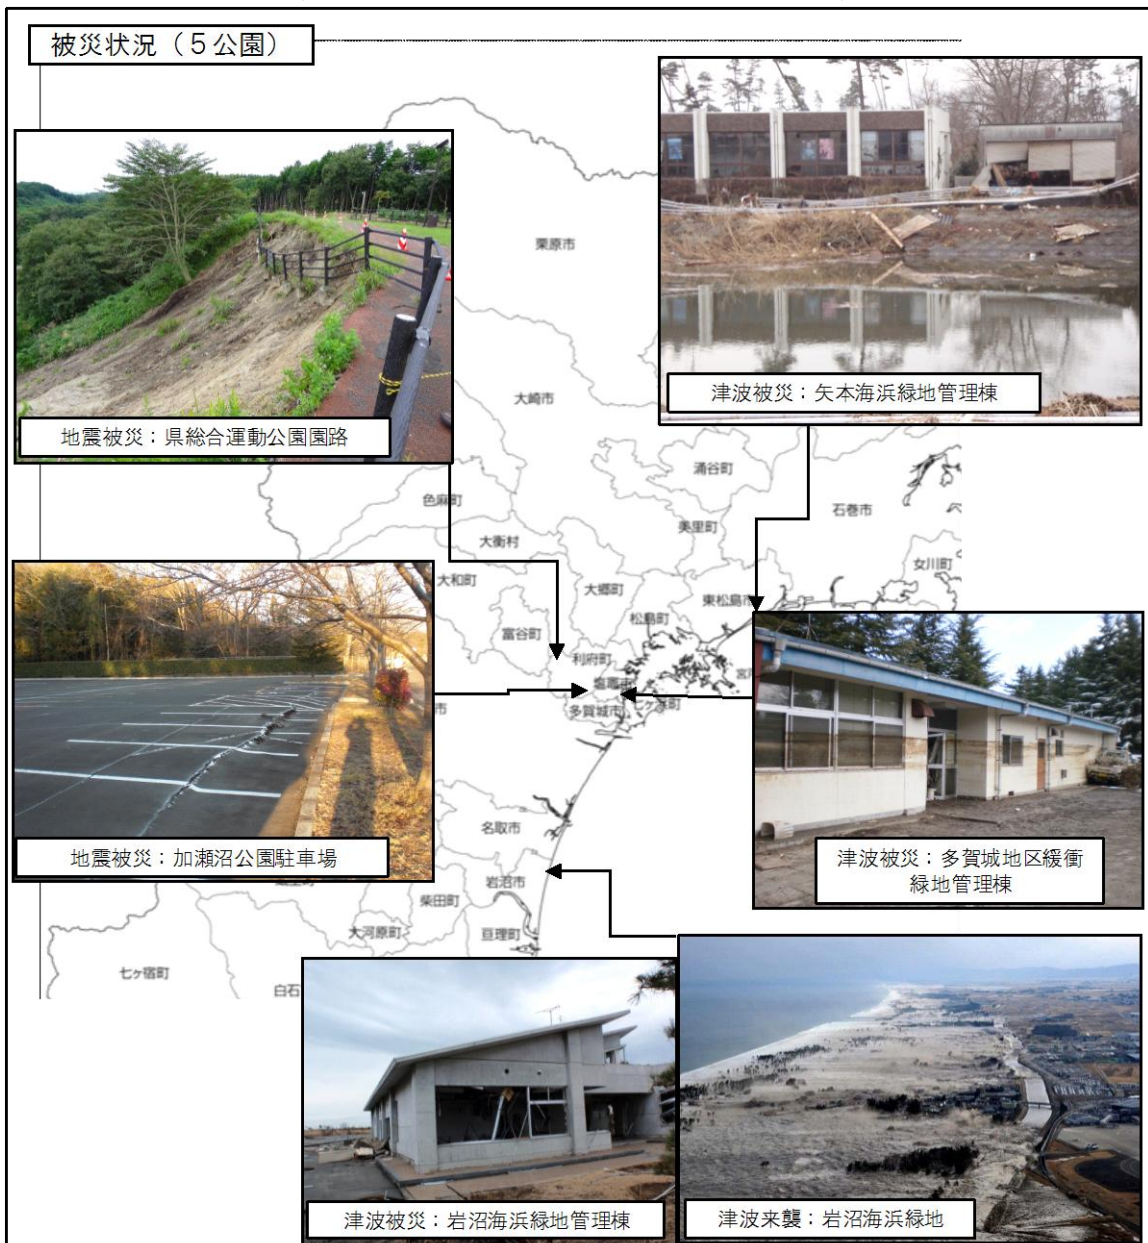 被災状況（５公園）
栗原市
津波被災：矢本海浜緑地管理棟
大崎市
地震被災：県総合運動公園園路
涌谷町
色麻町
石巻市
美里町
大衡村
女川町
大和町
大郷町
東松島市
松島町
富谷町
利府町
塩竈市
七ヶ浜町
多賀城市
市
名取市
地震被災：加瀬沼公園駐車場
津波被災：多賀城地区緩衝
緑地管理棟
岩沼市
柴田町
大河原町
亘理町
七ヶ宿町
白石
津波被災：岩沼海浜緑地管理棟
津波来襲：岩沼海浜緑地